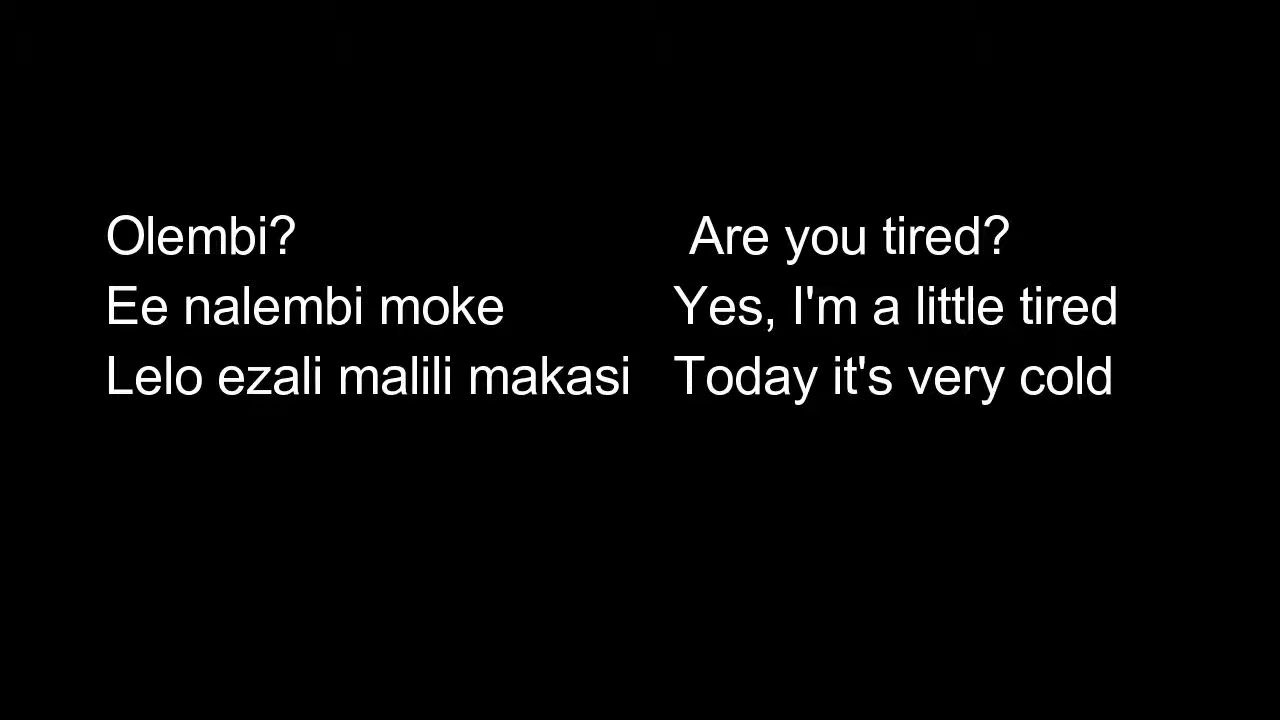 Olembi? Are you tired?
Ee nalembi moke Yes, I'm a little tired
Lelo ezali malili makasi Today it's very cold